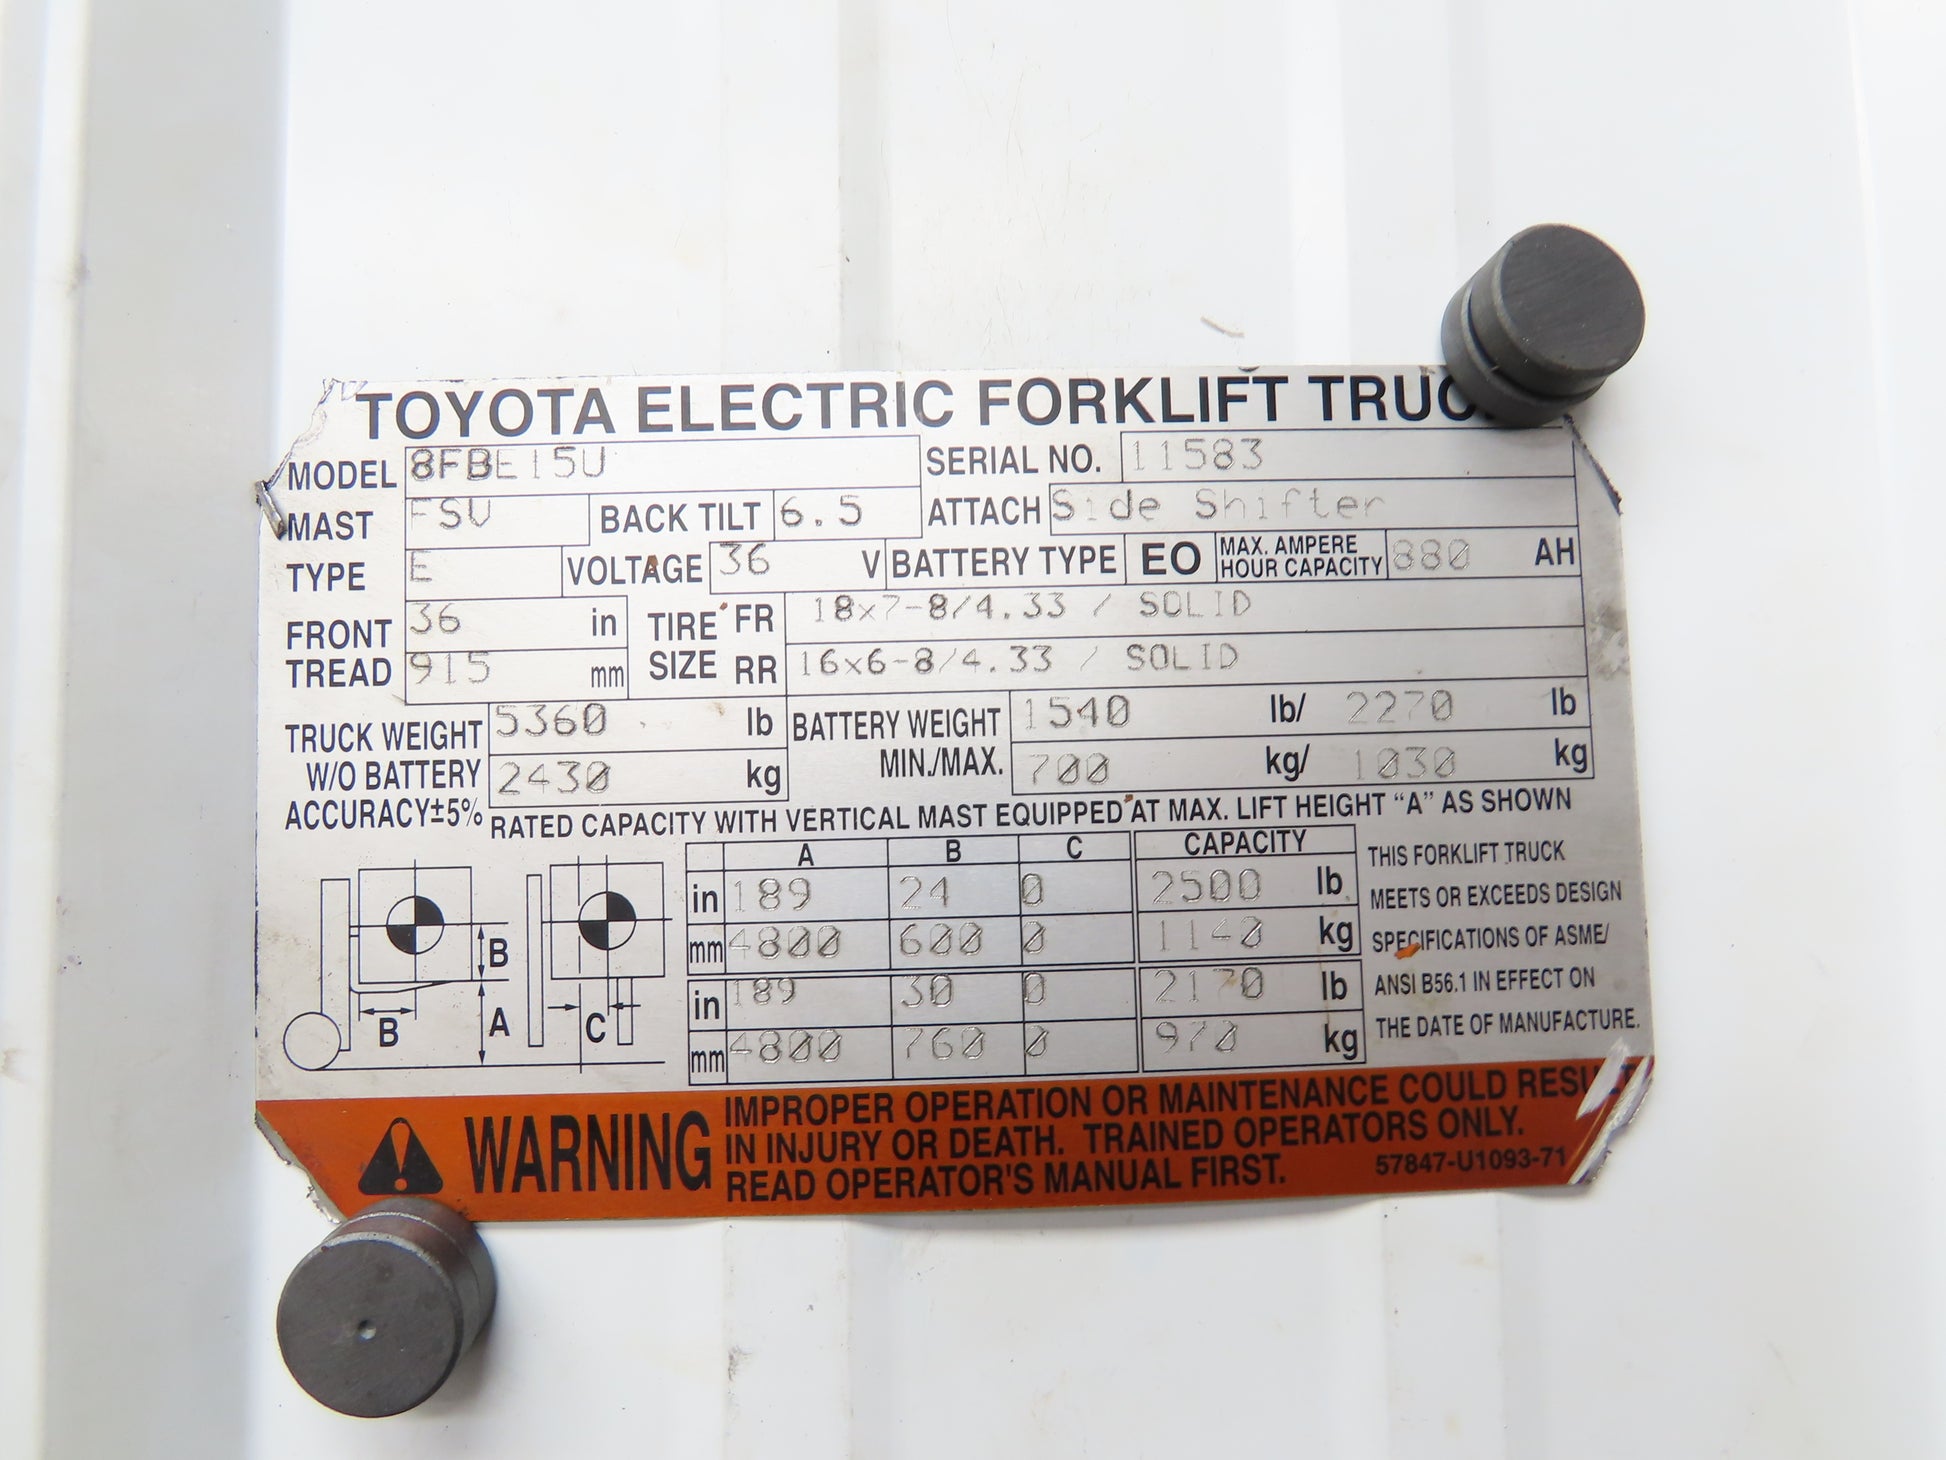 TOYOTA ELECTRIC FORKLIFT TRUC
MODEL 8FBE15U SERIAL NO. 11583
MAST FSV BACK TILT 6.5 ATTACH Side Shifter
TYPE E VOLTAGE 36 V BATTERY TYPE EO MAX. AMPERE HOUR CAPACITY 880 AH
FRONT TREAD 36 in TIRE SIZE FR 18x7-8/4.33 / SOLID
915 mm RR 16x6-8/4.33 / SOLID
TRUCK WEIGHT W/O BATTERY ACCURACY±5% 5360 lb BATTERY WEIGHT MIN./MAX. 1540 lb/ 2270 lb
2430 kg 700 kg/ 1030 kg
RATED CAPACITY WITH VERTICAL MAST EQUIPPED AT MAX. LIFT HEIGHT “A” AS SHOWN
A B C CAPACITY
in 189 24 0 2500 lb
mm 4800 600 0 1140 kg
in 189 30 0 2170 lb
mm 4800 760 0 970 kg
B
B A C
THIS FORKLIFT TRUCK
MEETS OR EXCEEDS DESIGN
SPECIFICATIONS OF ASME/
ANSI B56.1 IN EFFECT ON
THE DATE OF MANUFACTURE.
WARNING
IMPROPER OPERATION OR MAINTENANCE COULD RESULT
IN INJURY OR DEATH. TRAINED OPERATORS ONLY.
READ OPERATOR'S MANUAL FIRST. 57847-U1093-71